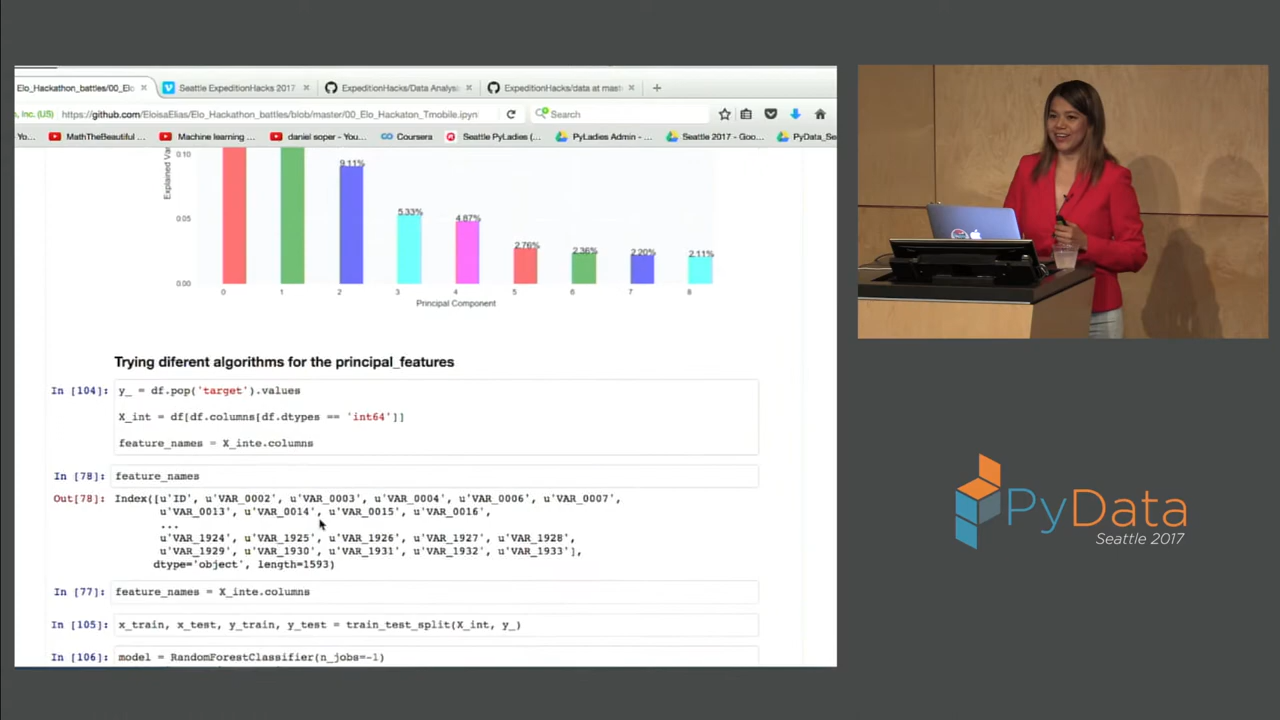 Elo_Hackathon_battles/00_Elo
Seattle ExpeditionHacks 2017
ExpeditionHacks/Data Analys
ExpeditionHacks/data at mast
, Inc. (US)
https://github.com/EloisaElias/Elo_Hackathon_battles/blob/master/00_Elo_Hackaton_Tmobile.ipyn
Search
Yo...
MathTheBeautiful
Machine learning ...
daniel soper - You...
Coursera
Seattle PyLadies (...
PyLadies Admin - ...
Seattle 2017 - Goo...
PyData_Se
Explained Va
0.10
0.05
0.00
9.11%
5.33%
4.87%
2.76%
2.36%
2.20%
2.11%
0 1 2 3 4 5 6 7 8
Principal Component
Trying diferent algorithms for the principal_features
In [104]: y_ = df.pop('target').values
X_int = df[df.columns[df.dtypes == 'int64']]
feature_names = X_inte.columns
In [78]: feature_names
Out[78]: Index([u'ID', u'VAR_0002', u'VAR_0003', u'VAR_0004', u'VAR_0006', u'VAR_0007',
u'VAR_0013', u'VAR_0014', u'VAR_0015', u'VAR_0016',
...
u'VAR_1924', u'VAR_1925', u'VAR_1926', u'VAR_1927', u'VAR_1928',
u'VAR_1929', u'VAR_1930', u'VAR_1931', u'VAR_1932', u'VAR_1933'],
dtype='object', length=1593)
In [77]: feature_names = X_inte.columns
In [105]: x_train, x_test, y_train, y_test = train_test_split(X_int, y_)
In [106]: model = RandomForestClassifier(n_jobs=-1)
PyData
Seattle 2017